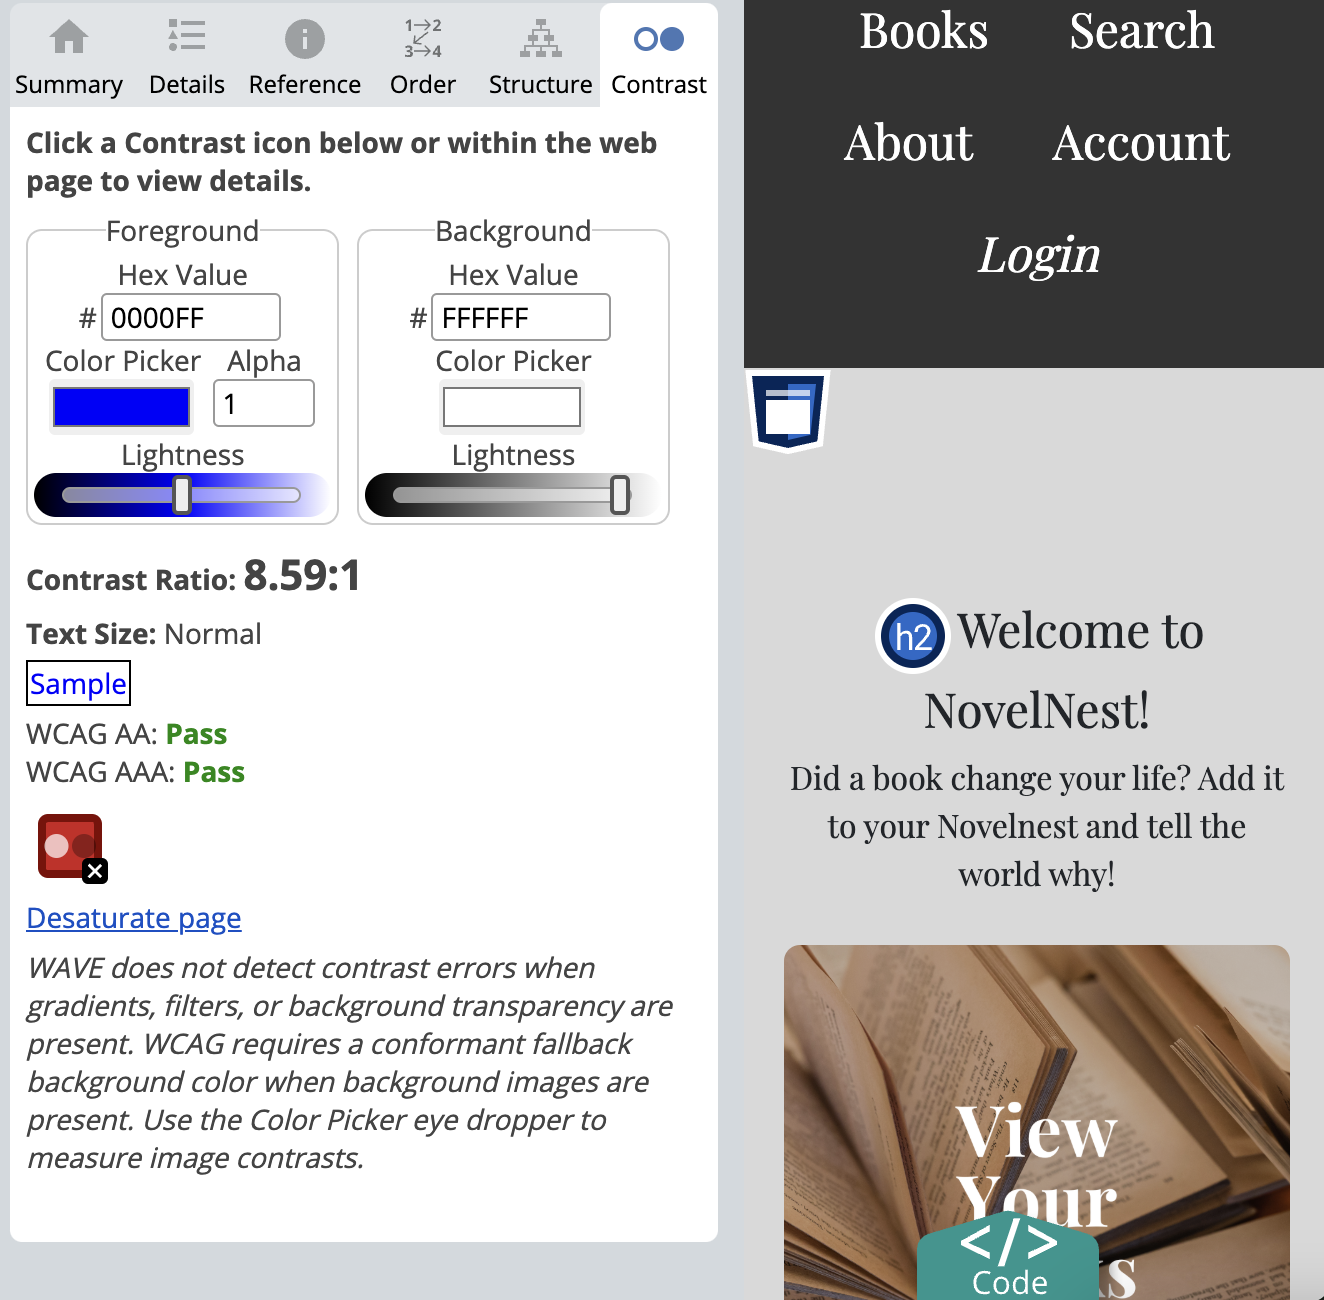 1 2
3 4
Summary Details Reference Order Structure Contrast
Click a Contrast icon below or within the web
page to view details.
Foreground
Hex Value
# 0000FF
Color Picker Alpha
1
Lightness
Background
Hex Value
# FFFFFF
Color Picker
Lightness
Contrast Ratio: 8.59:1
Text Size: Normal
Sample
WCAG AA: Pass
WCAG AAA: Pass
Desaturate page
WAVE does not detect contrast errors when
gradients, filters, or background transparency are
present. WCAG requires a conformant fallback
background color when background images are
present. Use the Color Picker eye dropper to
measure image contrasts.
Books Search
About Account
Login
h2 Welcome to
NovelNest!
Did a book change your life? Add it
to your Novelnest and tell the
world why!
View
Your
</>
Code